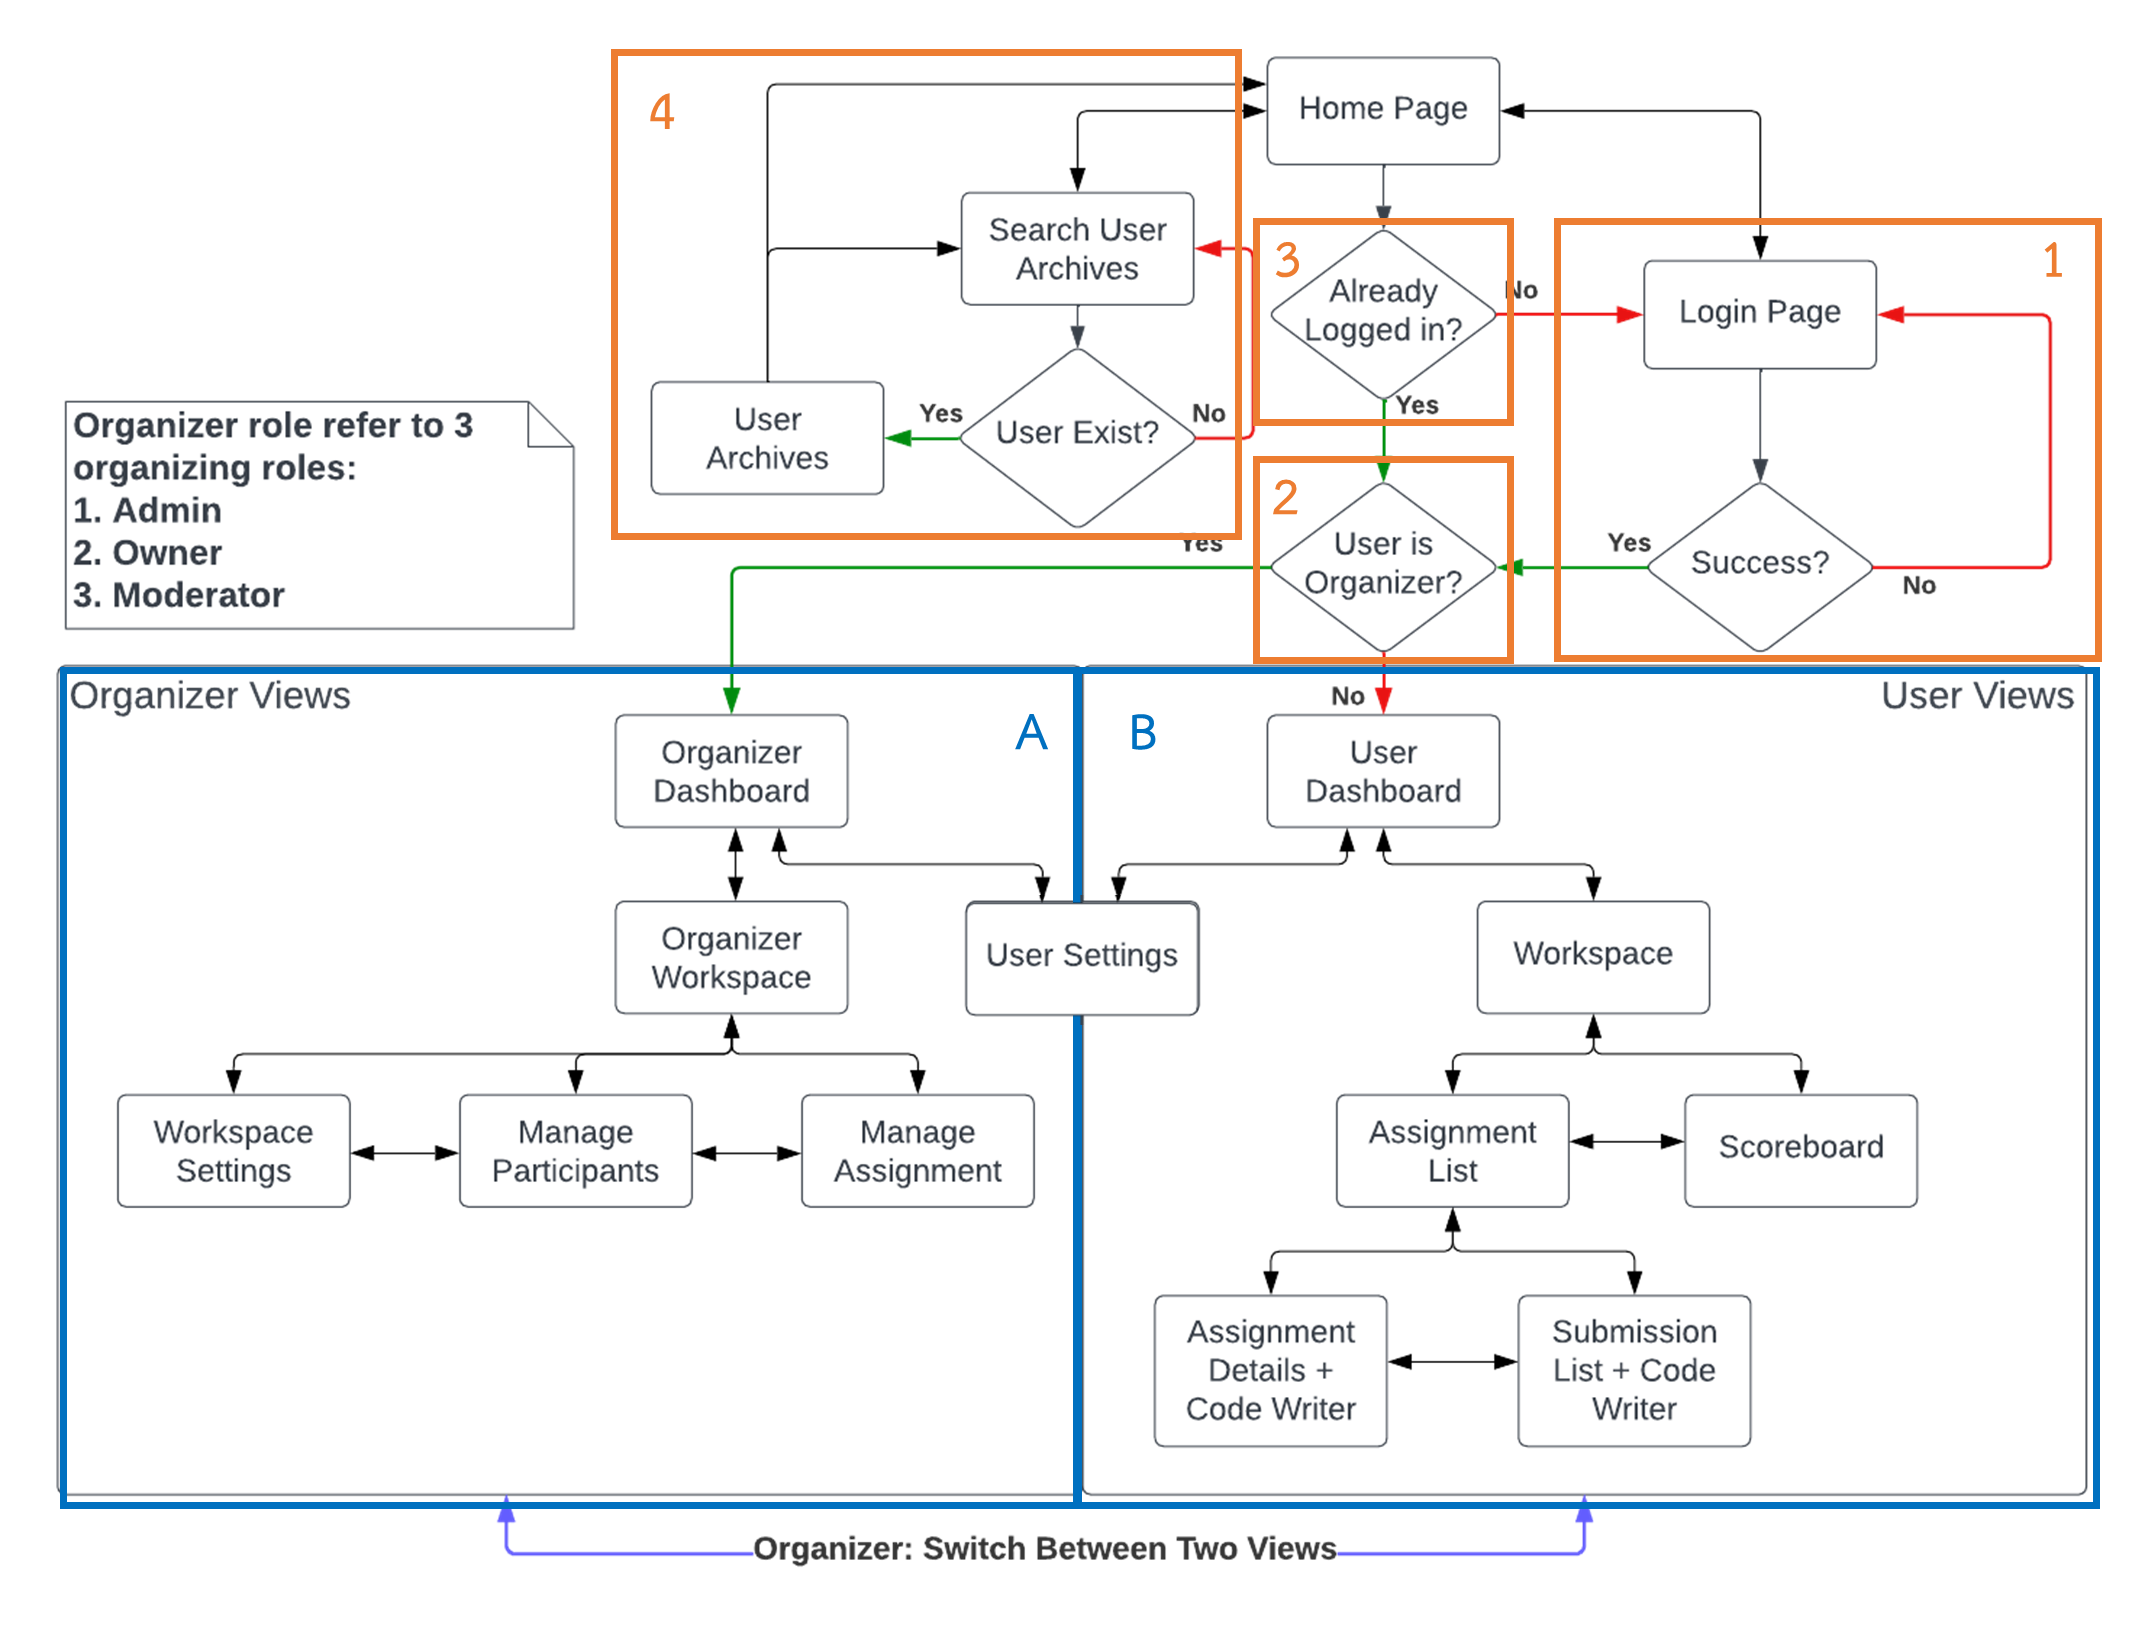 4
Home Page
Search User
Archives
3
Already
Logged in?
No
1
Login Page
User
Archives
Yes
User Exist?
No
Yes
Organizer role refer to 3
organizing roles:
1. Admin
2. Owner
3. Moderator
2
User is
Organizer?
Yes
Yes
Success?
No
Organizer Views
A
B
No
User Views
Organizer
Dashboard
User
Dashboard
Organizer
Workspace
User Settings
Workspace
Workspace
Settings
Manage
Participants
Manage
Assignment
Assignment
List
Scoreboard
Assignment
Details +
Code Writer
Submission
List + Code
Writer
Organizer: Switch Between Two Views